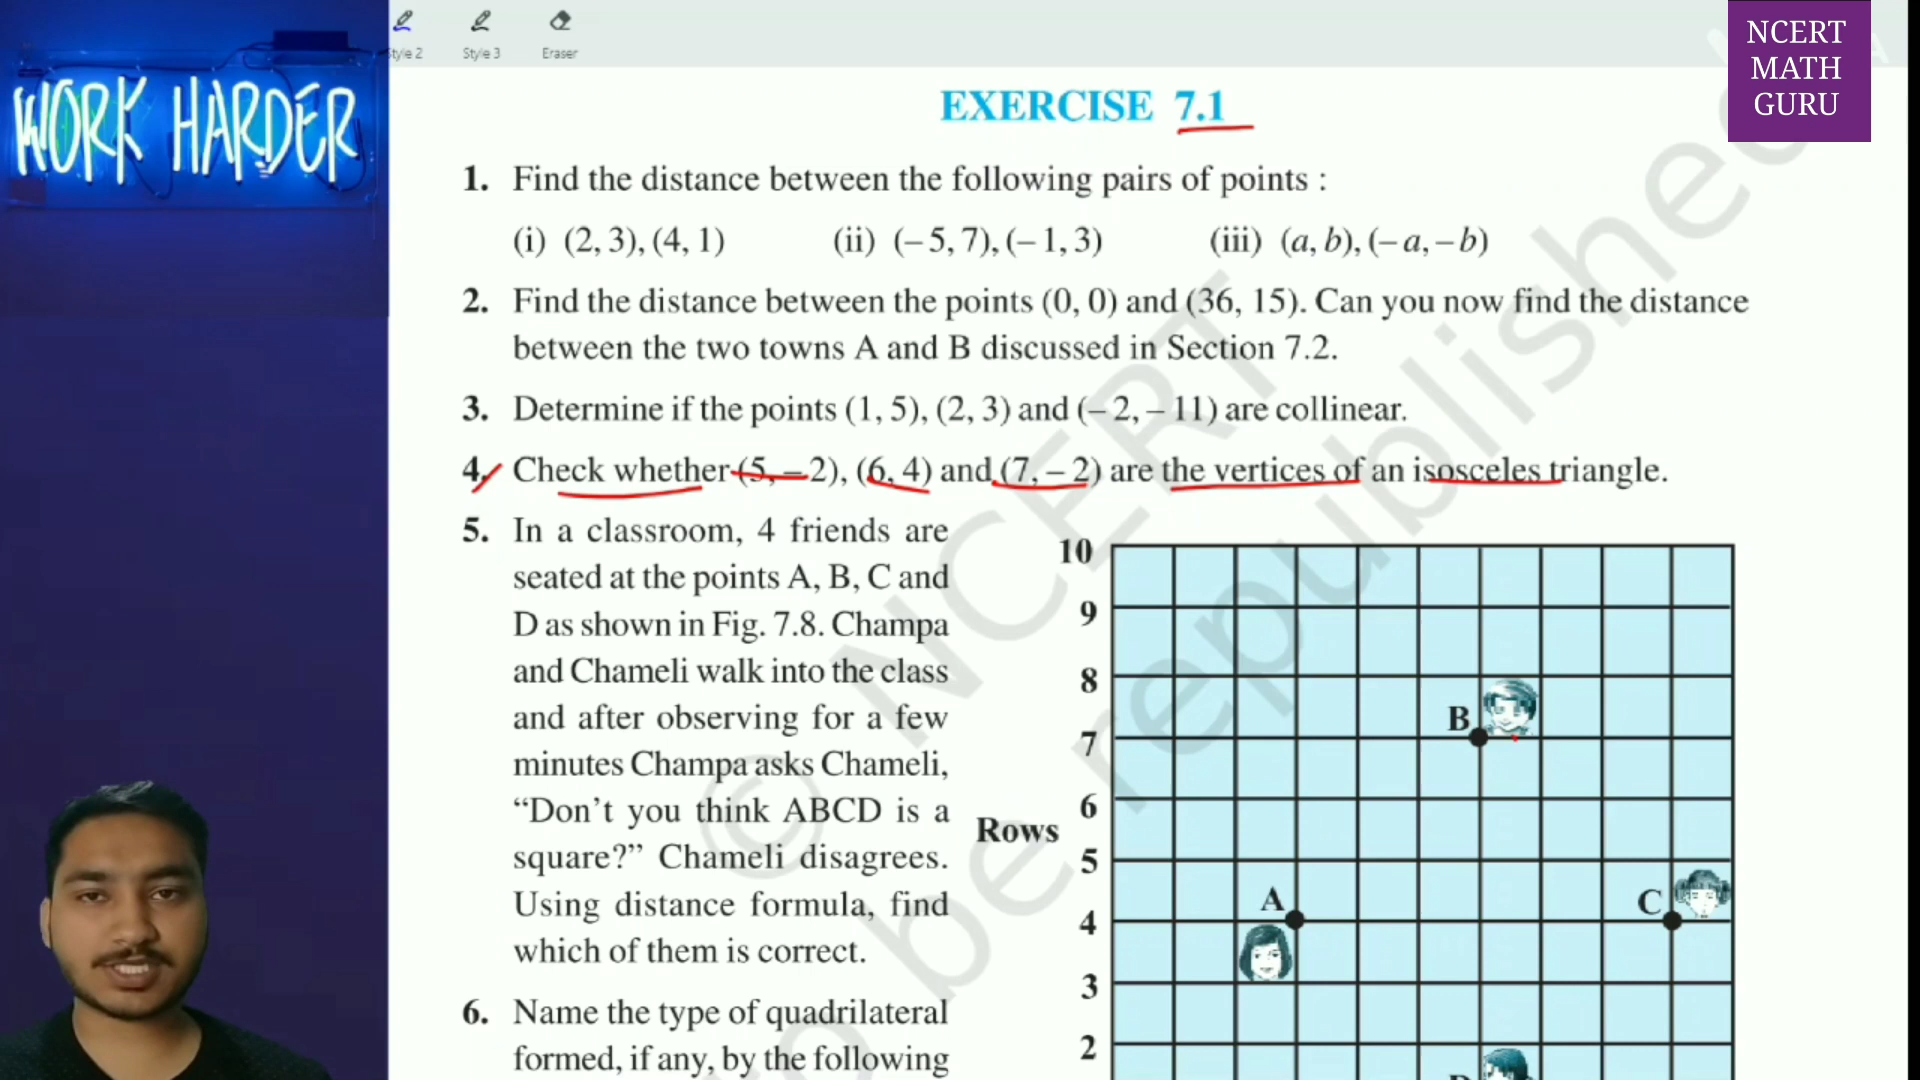 WORK HARDER
Style 2
Style 3
Eraser
NCERT
MATH
GURU
EXERCISE 7.1
1. Find the distance between the following pairs of points :
(i) (2, 3), (4, 1) (ii) (– 5, 7), (– 1, 3) (iii) (a, b), (– a, – b)
2. Find the distance between the points (0, 0) and (36, 15). Can you now find the distance
between the two towns A and B discussed in Section 7.2.
3. Determine if the points (1, 5), (2, 3) and (– 2, – 11) are collinear.
4. Check whether (5, – 2), (6, 4) and (7, – 2) are the vertices of an isosceles triangle.
5. In a classroom, 4 friends are
seated at the points A, B, C and
D as shown in Fig. 7.8. Champa
and Chameli walk into the class
and after observing for a few
minutes Champa asks Chameli,
“Don’t you think ABCD is a
square?” Chameli disagrees.
Using distance formula, find
which of them is correct.
6. Name the type of quadrilateral
formed, if any, by the following
10
9
8
B
7
6
Rows
5
A
C
4
3
2
© NCERT
be republished